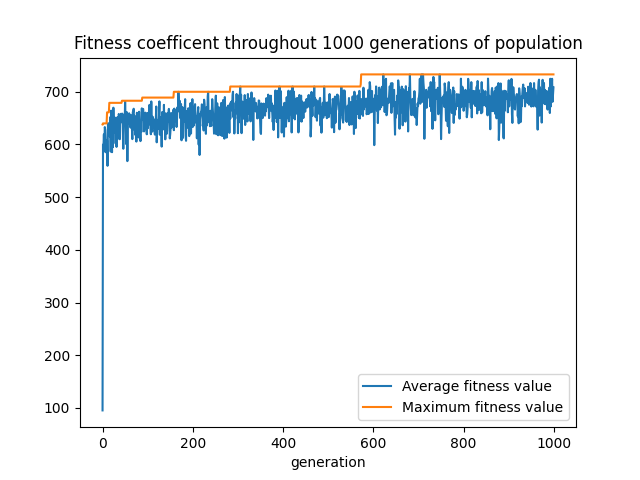 Fitness coefficent throughout 1000 generations of population
700
600
500
400
300
200
100
0 200 400 600 800 1000
generation
Average fitness value
Maximum fitness value